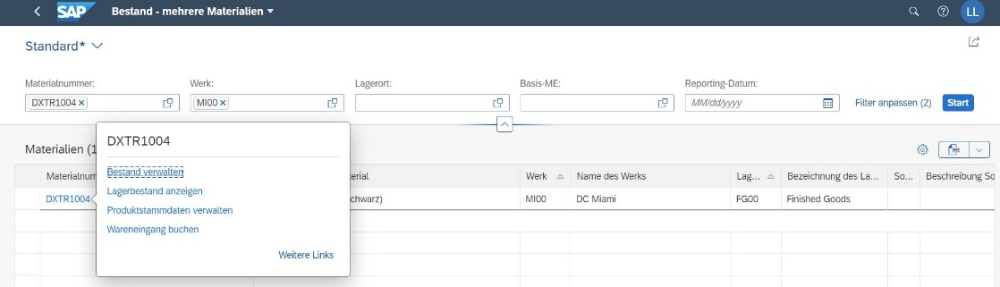 SAP Bestand - mehrere Materialien LL
Standard*
Materialnummer: Werk: Lagerort: Basis-ME: Reporting-Datum:
DXTR1004 MI00 MM/dd/yyyy Filter anpassen (2) Start
DXTR1004
Materialien (1
Bestand verwalten
Materialnum terial Werk Name des Werks Lag... Bezeichnung des La... So... Beschreibung So
Lagerbestand anzeigen
DXTR1004 chwarz) MI00 DC Miami FG00 Finished Goods
Produktstammdaten verwalten
Wareneingang buchen
Weitere Links